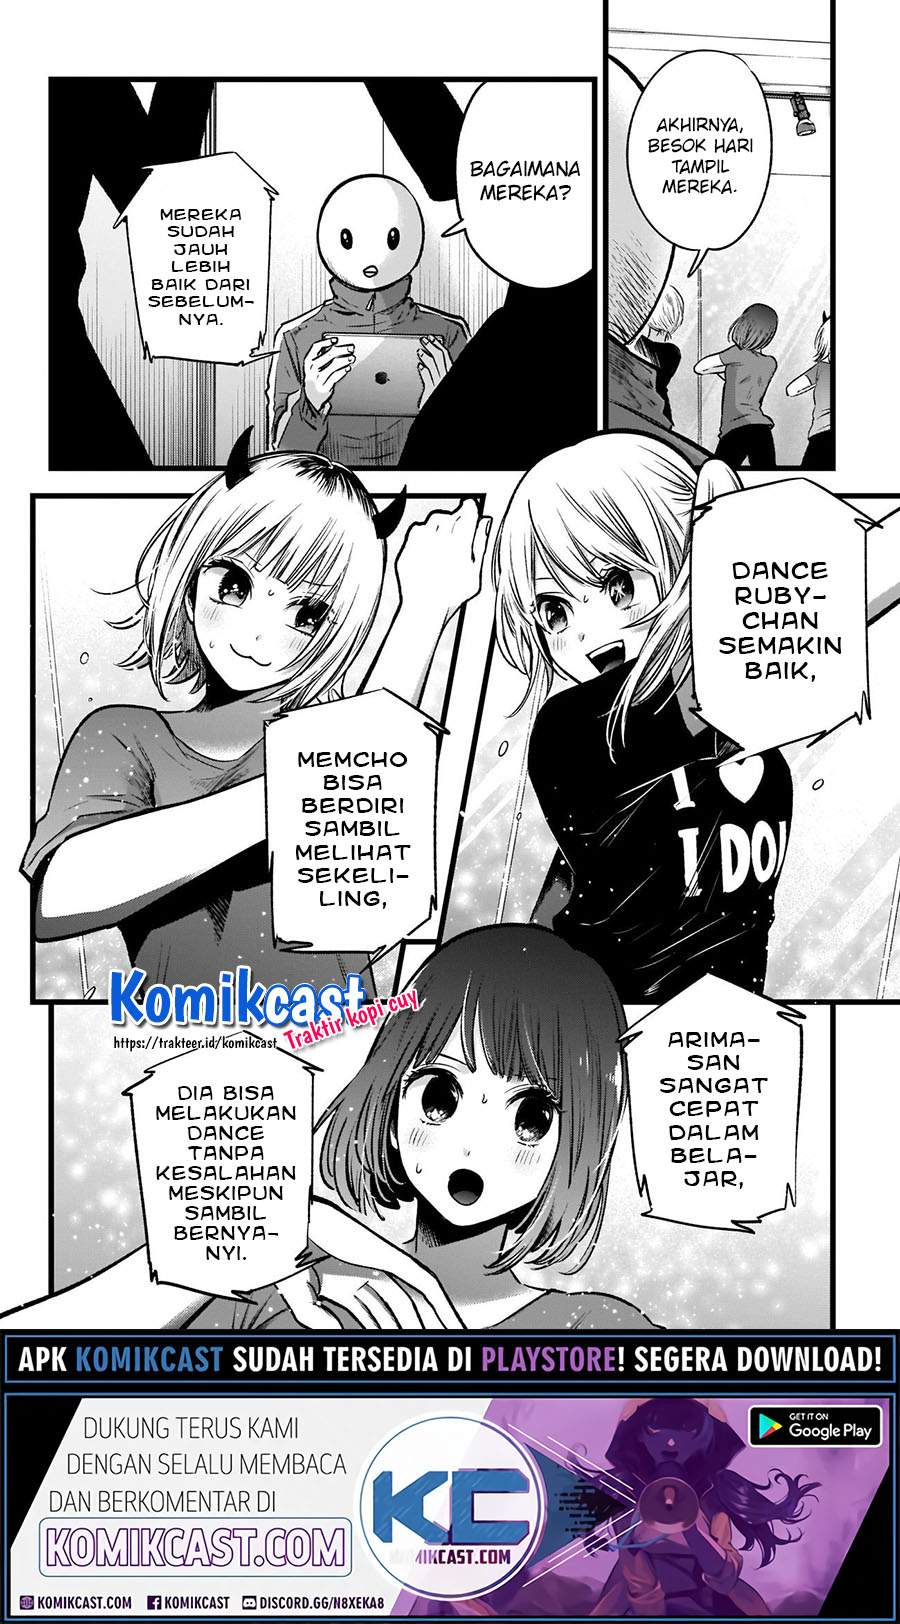 AKHIRNYA,
BESOK HARI
TAMPIL
MEREKA.
BAGAIMANA
MEREKA?
MEREKA
SUDAH
JAUH
LEBIH
BAIK DARI
SEBELUM-
NYA.
DANCE
RUBY-
CHAN
SEMAKIN
BAIK,
I ♥
I DOL
MEMCHO
BISA
BERDIRI
SAMBIL
MELIHAT
SEKELI-
LING,
ARIMA-
SAN
SANGAT
CEPAT
DALAM
BELA-
JAR,
Komikcast
https://trakteer.id/komikcast
Traktir kopi cuy
DIA BISA
MELAKUKAN
DANCE
TANPA
KESALAHAN
MESKIPUN
SAMBIL
BERNYA-
NYI.
APK KOMIKCAST SUDAH TERSEDIA DI PLAYSTORE! SEGERA DOWNLOAD!
DUKUNG TERUS KAMI
DENGAN SELALU MEMBACA
DAN BERKOMENTAR DI
KOMIKCAST.COM
KC
KOMIKCAST.COM
GET IT ON
Google Play
KOMIKCAST.COM
KOMIKCAST
DISCORD.GG/N8XEKA8